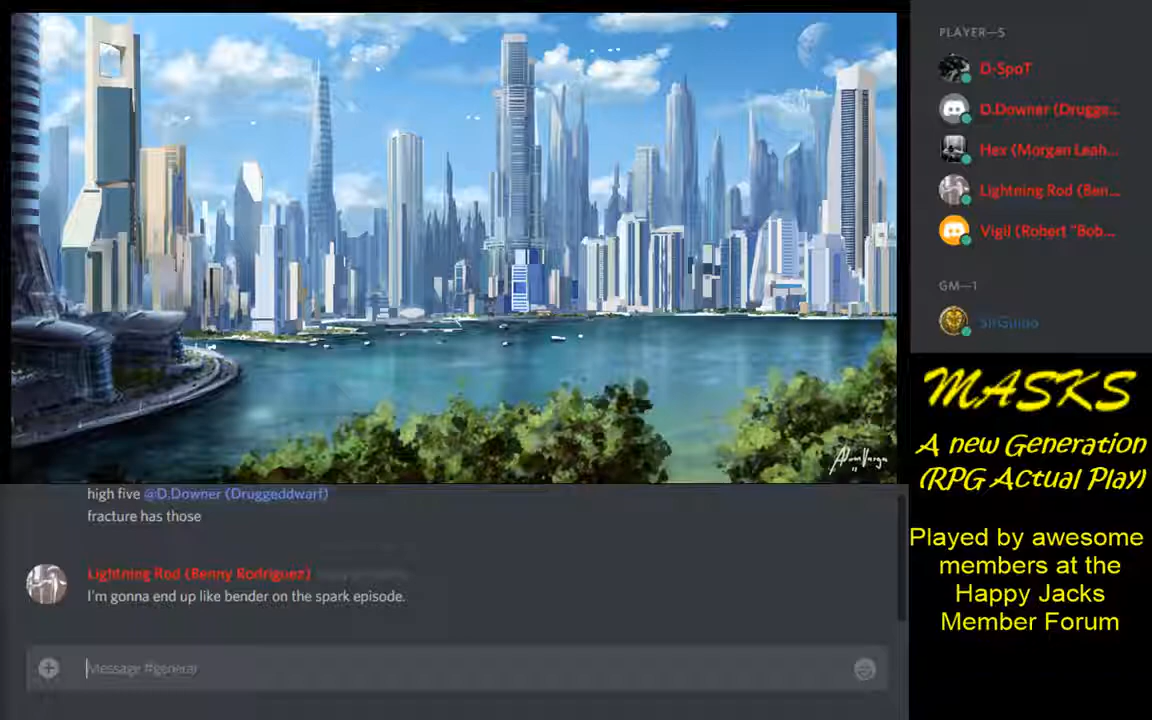 PLAYER—5
D-SpoT
D.Downer (Drugge...
Hex (Morgan Leah...
Lightning Rod (Ben...
Vigil (Robert "Bob...
GM—1
SirGuido
MASKS
A new Generation
(RPG Actual Play)
Played by awesome
members at the
Happy Jacks
Member Forum
high five @D.Downer (Druggeddwarf)
fracture has those
Lightning Rod (Benny Rodriguez)
I'm gonna end up like bender on the spark episode.
Message #general